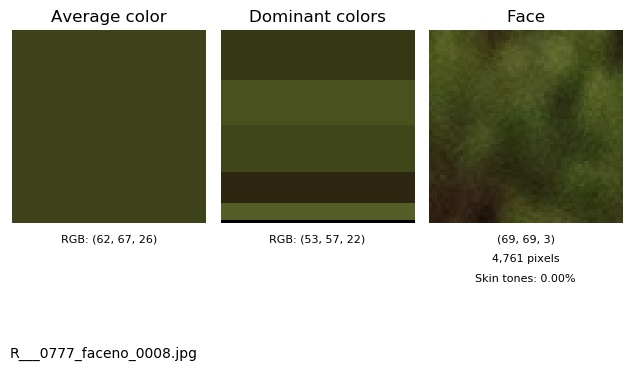 Average color
Dominant colors
Face
RGB: (62, 67, 26)
RGB: (53, 57, 22)
(69, 69, 3)
4,761 pixels
Skin tones: 0.00%
R___0777_faceno_0008.jpg